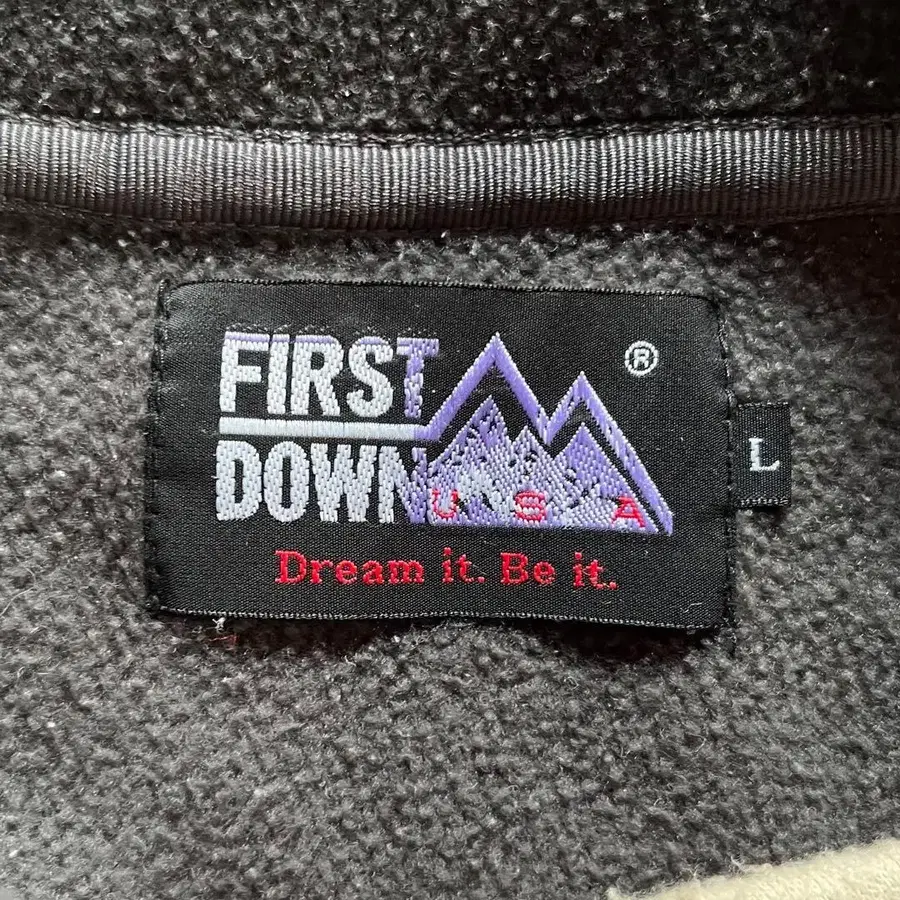 FIRST
®
DOWN
USA
L
Dream it. Be it.